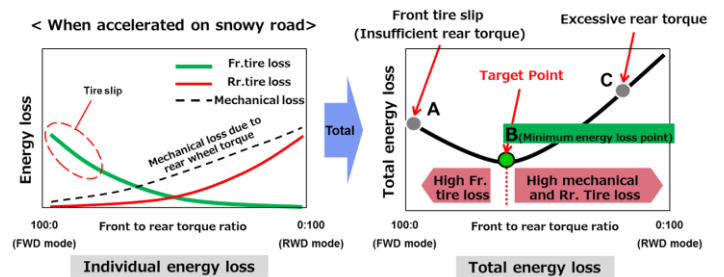 < When accelerated on snowy road>
Fr.tire loss
Rr.tire loss
Mechanical loss
Tire slip
Mechanical loss due to
rear wheel torque
Energy loss
100:0
(FWD mode)
Front to rear torque ratio
0:100
(RWD mode)
Individual energy loss
Total
Front tire slip
(Insufficient rear torque)
Excessive rear torque
Target Point
A
B(Minimum energy loss point)
C
High Fr.
tire loss
High mechanical
and Rr. Tire loss
Total energy loss
100:0
(FWD mode)
Front to rear torque ratio
0:100
(RWD mode)
Total energy loss